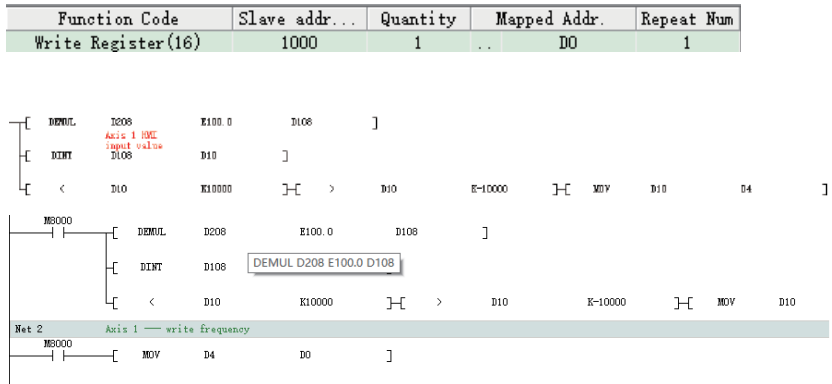 Function Code Slave addr... Quantity Mapped Addr. Repeat Num
Write Register(16) 1000 1 .. D0 1
[ DEMUL D208 E100.0 D108 ]
Axis 1 HMI
input value
[ DINT D108 D10 ]
[ < D10 K10000 ] [ > D10 K-10000 ] [ MOV D10 D4 ]
M8000
[ DEMUL D208 E100.0 D108 ]
[ DINT D108
DEMUL D208 E100.0 D108
]
[ < D10 K10000 ] [ > D10 K-10000 ] [ MOV D10
Net 2 Axis 1 — write frequency
M8000
[ MOV D4 D0 ]